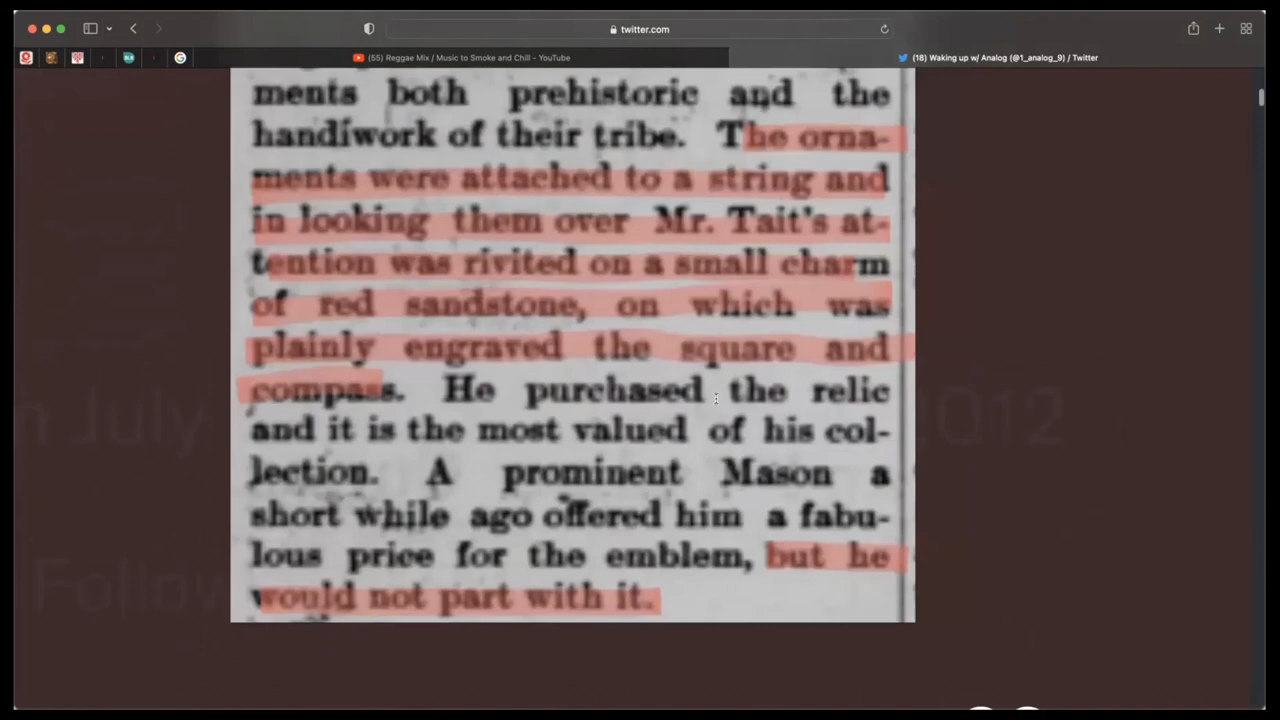 twitter.com
(55) Reggae Mix / Music to Smoke and Chill - YouTube
(18) Waking up w/ Analog (@1_analog_9) / Twitter
ments both prehistoric and the
handiwork of their tribe. The orna-
ments were attached to a string and
in looking them over Mr. Tait's at-
tention was rivited on a small charm
of red sandstone, on which was
plainly engraved the square and
compass. He purchased the relic
and it is the most valued of his col-
lection. A prominent Mason a
short while ago offered him a fabu-
lous price for the emblem, but he
would not part with it.
July 2012
Follow